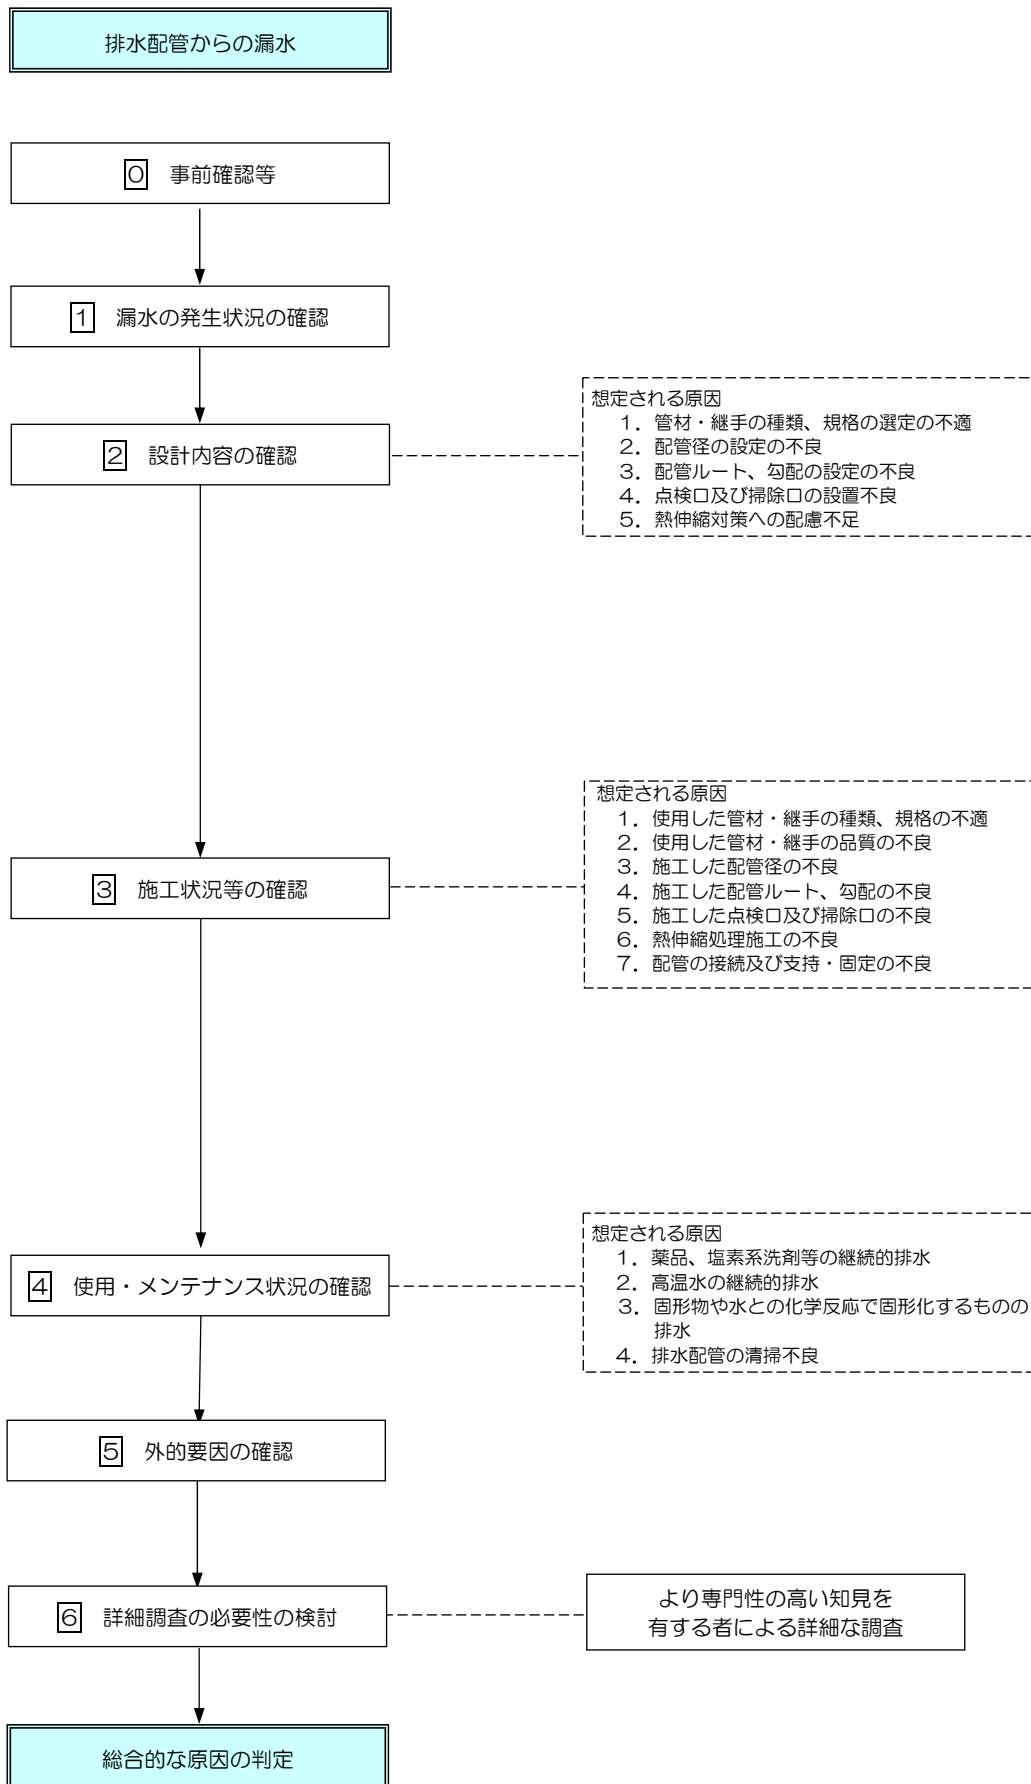 排水配管からの漏水
0 事前確認等
1 漏水の発生状況の確認
2 設計内容の確認
想定される原因
1．管材・継手の種類、規格の選定の不適
2．配管径の設定の不良
3．配管ルート、勾配の設定の不良
4．点検口及び掃除口の設置不良
5．熱伸縮対策への配慮不足
3 施工状況等の確認
想定される原因
1．使用した管材・継手の種類、規格の不適
2．使用した管材・継手の品質の不良
3．施工した配管径の不良
4．施工した配管ルート、勾配の不良
5．施工した点検口及び掃除口の不良
6．熱伸縮処理施工の不良
7．配管の接続及び支持・固定の不良
4 使用・メンテナンス状況の確認
想定される原因
1．薬品、塩素系洗剤等の継続的排水
2．高温水の継続的排水
3．固形物や水との化学反応で固形化するものの
排水
4．排水配管の清掃不良
5 外的要因の確認
6 詳細調査の必要性の検討
より専門性の高い知見を
有する者による詳細な調査
総合的な原因の判定